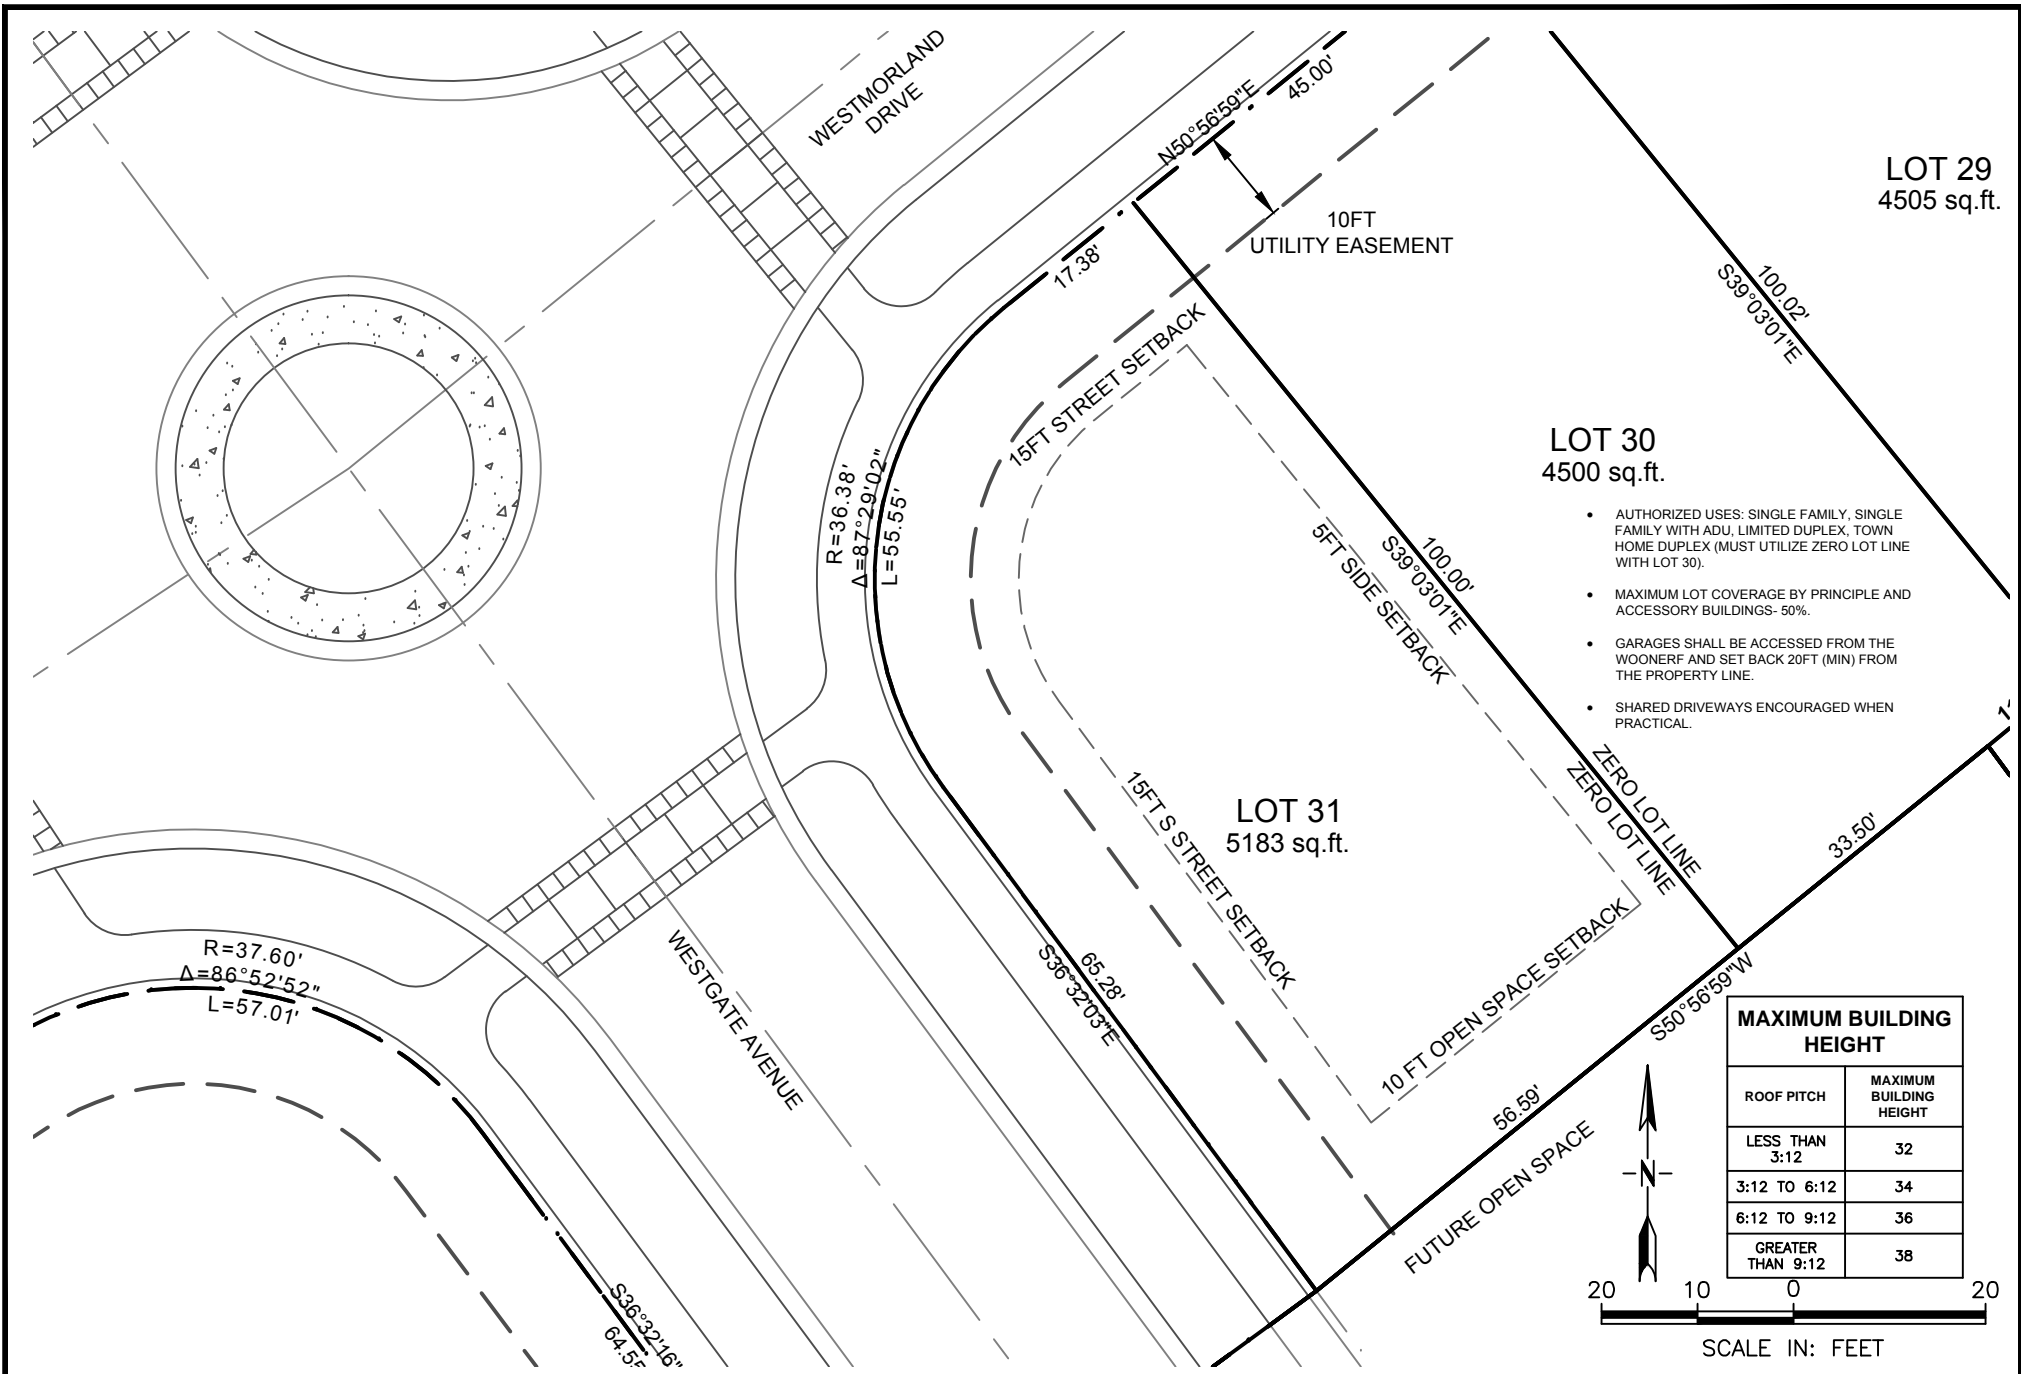 WESTMORLAND
DRIVE
N50°56'59"E
45.00'
LOT 29
4505 sq.ft.
10FT
UTILITY EASEMENT
17.38'
100.02'
S39°03'01"E
15FT STREET SETBACK
LOT 30
4500 sq.ft.
R=36.38'
Δ=87°29'02"
L=55.55'
• AUTHORIZED USES: SINGLE FAMILY, SINGLE
FAMILY WITH ADU, LIMITED DUPLEX, TOWN
HOME DUPLEX (MUST UTILIZE ZERO LOT LINE
WITH LOT 30).
• MAXIMUM LOT COVERAGE BY PRINCIPLE AND
ACCESSORY BUILDINGS- 50%.
• GARAGES SHALL BE ACCESSED FROM THE
WOONERF AND SET BACK 20FT (MIN) FROM
THE PROPERTY LINE.
• SHARED DRIVEWAYS ENCOURAGED WHEN
PRACTICAL.
100.00'
S39°03'01"E
5FT SIDE SETBACK
ZERO LOT LINE
ZERO LOT LINE
LOT 31
5183 sq.ft.
15FT S STREET SETBACK
33.50'
10 FT OPEN SPACE SETBACK
65.28'
S36°32'03"E
R=37.60'
Δ=86°52'52"
L=57.01'
WESTGATE AVENUE
S50°56'59"W
56.59'
FUTURE OPEN SPACE
S36°32'16"
64.55
MAXIMUM BUILDING
HEIGHT
ROOF PITCH
MAXIMUM
BUILDING
HEIGHT
LESS THAN
3:12
32
3:12 TO 6:12
34
6:12 TO 9:12
36
GREATER
THAN 9:12
38
N
20 10 0 20
SCALE IN: FEET